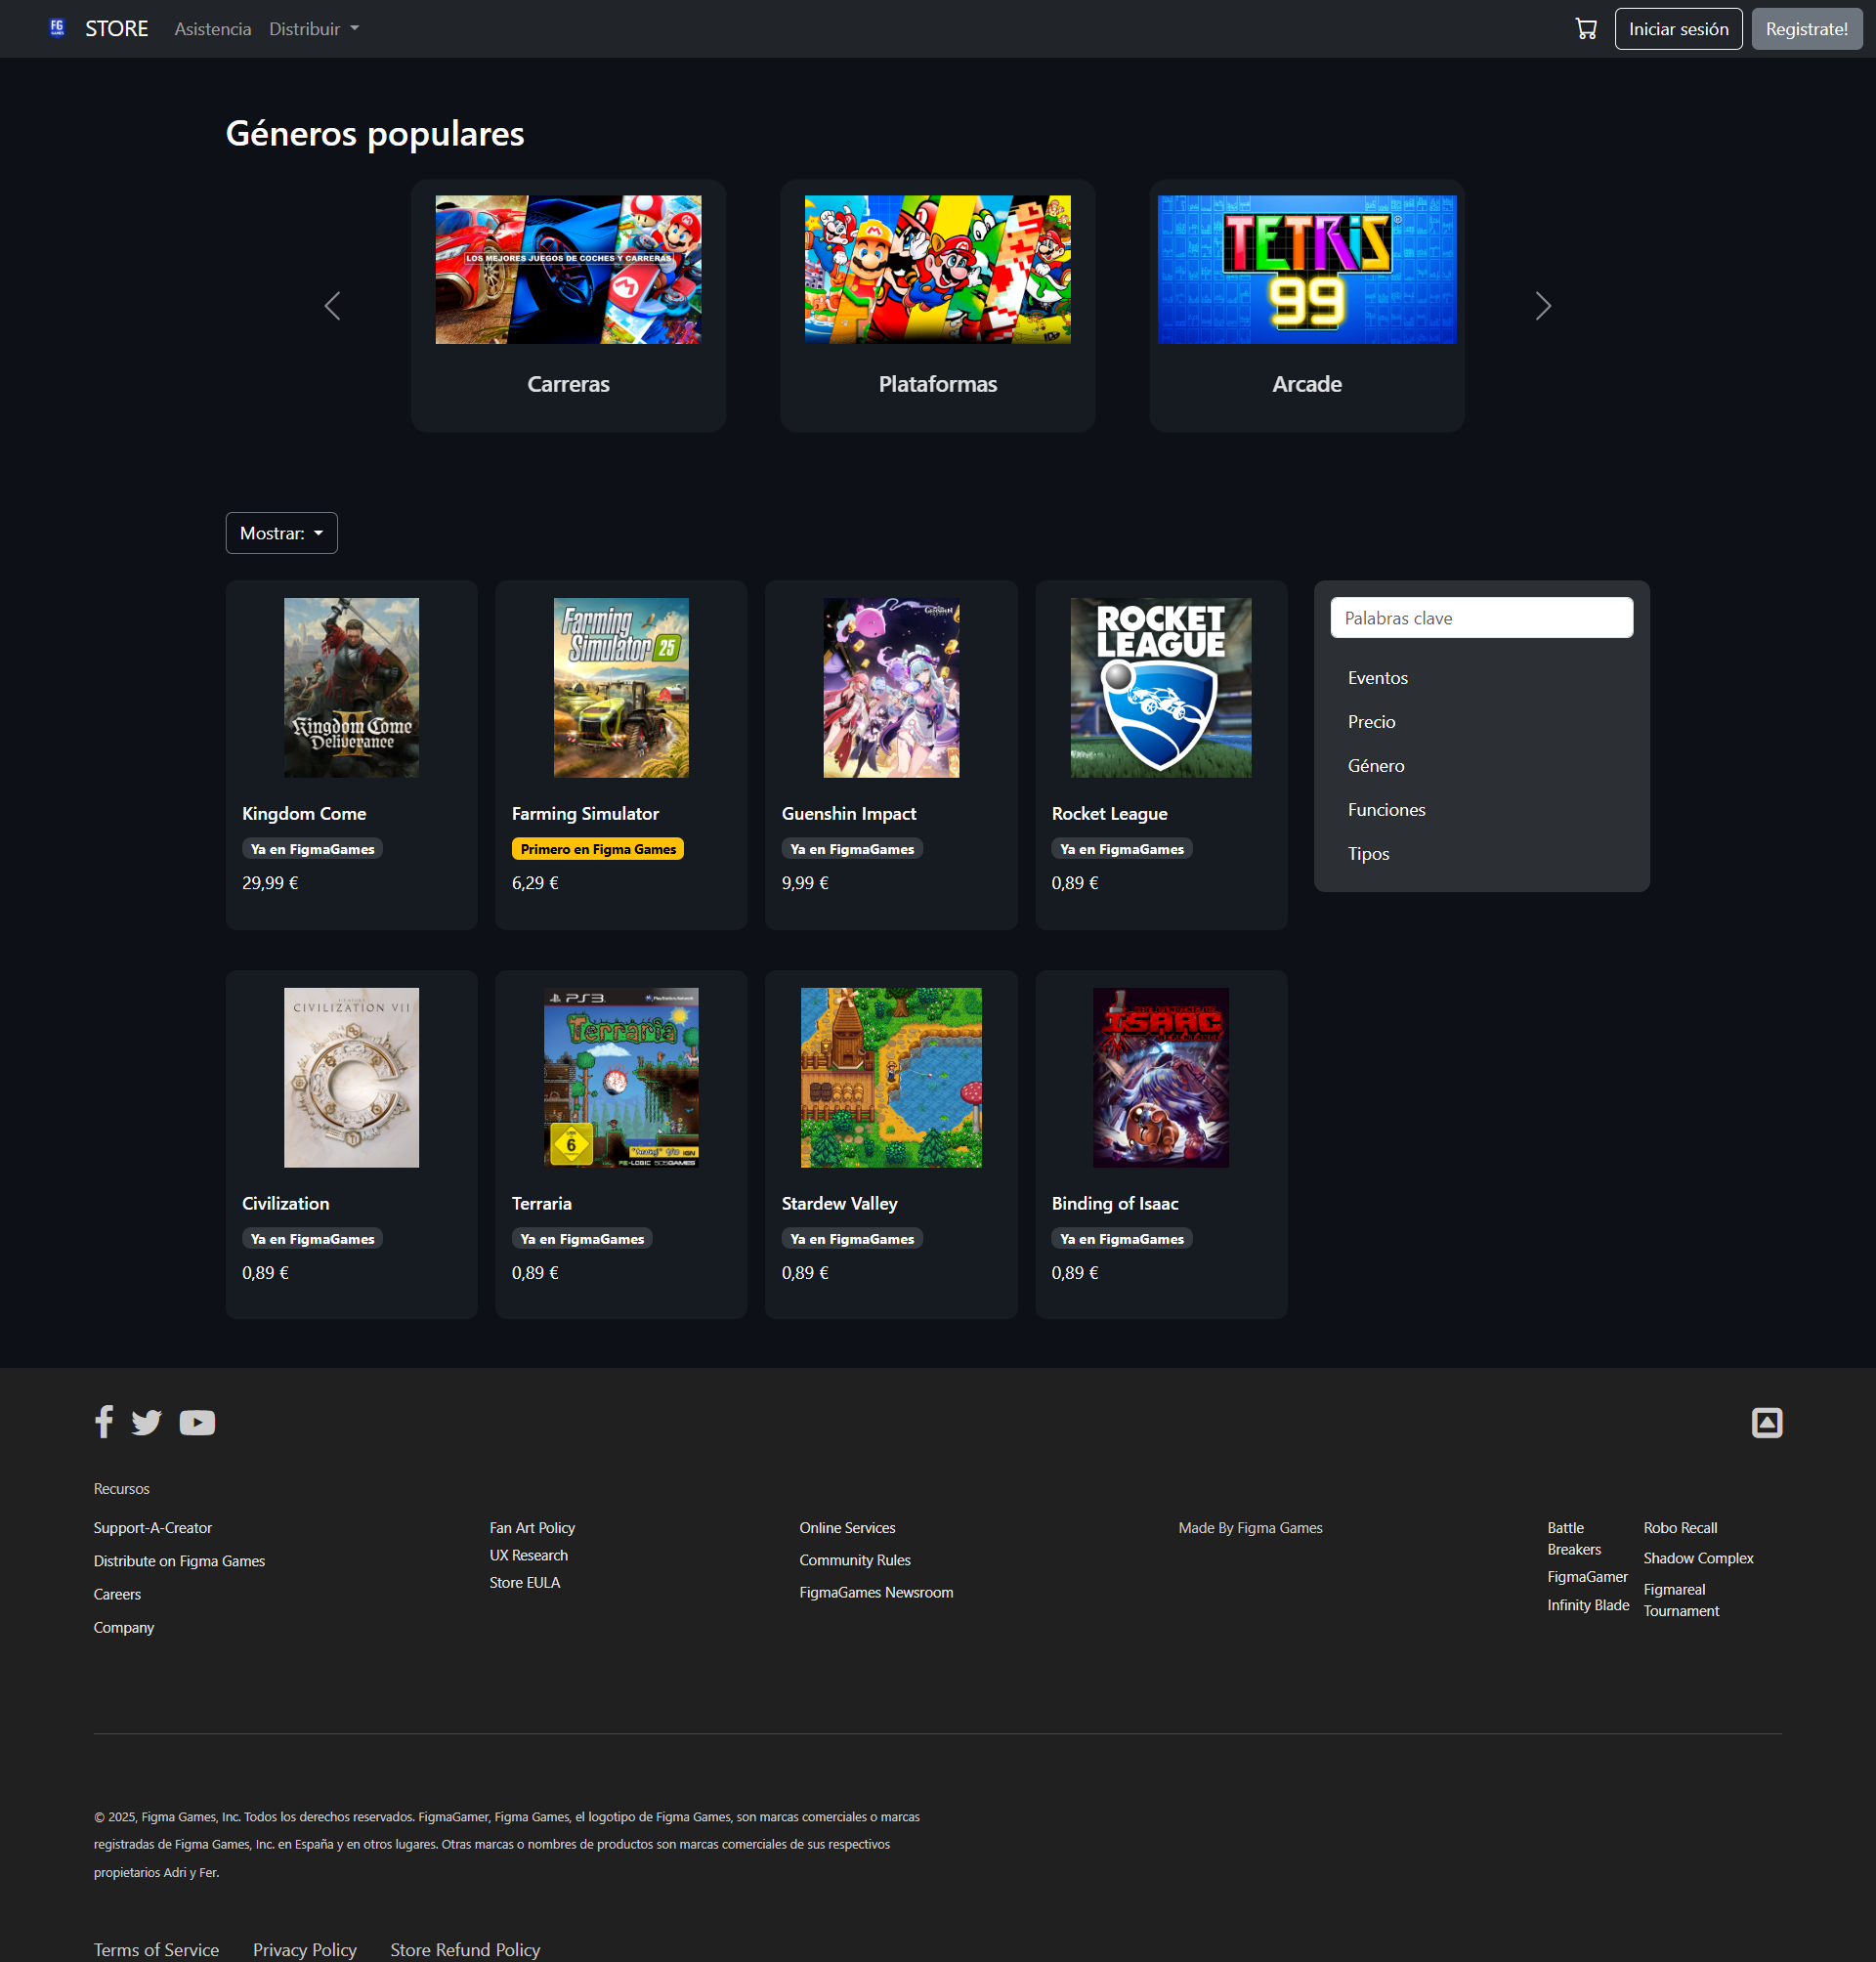 FG
GAMES
STORE
Asistencia
Distribuir
Iniciar sesión
Registrate!
Géneros populares
LOS MEJORES JUEGOS DE COCHES Y CARRERAS
TETRIS®
99
Carreras
Plataformas
Arcade
Mostrar:
Kingdom Come
II
Deliverance
Farming
Simulator 25
GENSHIN
ROCKET
LEAGUE
Kingdom Come
Farming Simulator
Guenshin Impact
Rocket League
Ya en FigmaGames
Primero en Figma Games
Ya en FigmaGames
Ya en FigmaGames
29,99 €
6,29 €
9,99 €
0,89 €
Palabras clave
Eventos
Precio
Género
Funciones
Tipos
CIVILIZATION VII
PS3
PlayStation Network
Terraria
6
IGN
RE-LOGIC 505GAMES
ISAAC
Civilization
Terraria
Stardew Valley
Binding of Isaac
Ya en FigmaGames
Ya en FigmaGames
Ya en FigmaGames
Ya en FigmaGames
0,89 €
0,89 €
0,89 €
0,89 €
Recursos
Support-A-Creator
Distribute on Figma Games
Careers
Company
Fan Art Policy
UX Research
Store EULA
Online Services
Community Rules
FigmaGames Newsroom
Made By Figma Games
Battle
Breakers
FigmaGamer
Infinity Blade
Robo Recall
Shadow Complex
Figmareal
Tournament
© 2025, Figma Games, Inc. Todos los derechos reservados. FigmaGamer, Figma Games, el logotipo de Figma Games, son marcas comerciales o marcas
registradas de Figma Games, Inc. en España y en otros lugares. Otras marcas o nombres de productos son marcas comerciales de sus respectivos
propietarios Adri y Fer.
Terms of Service
Privacy Policy
Store Refund Policy